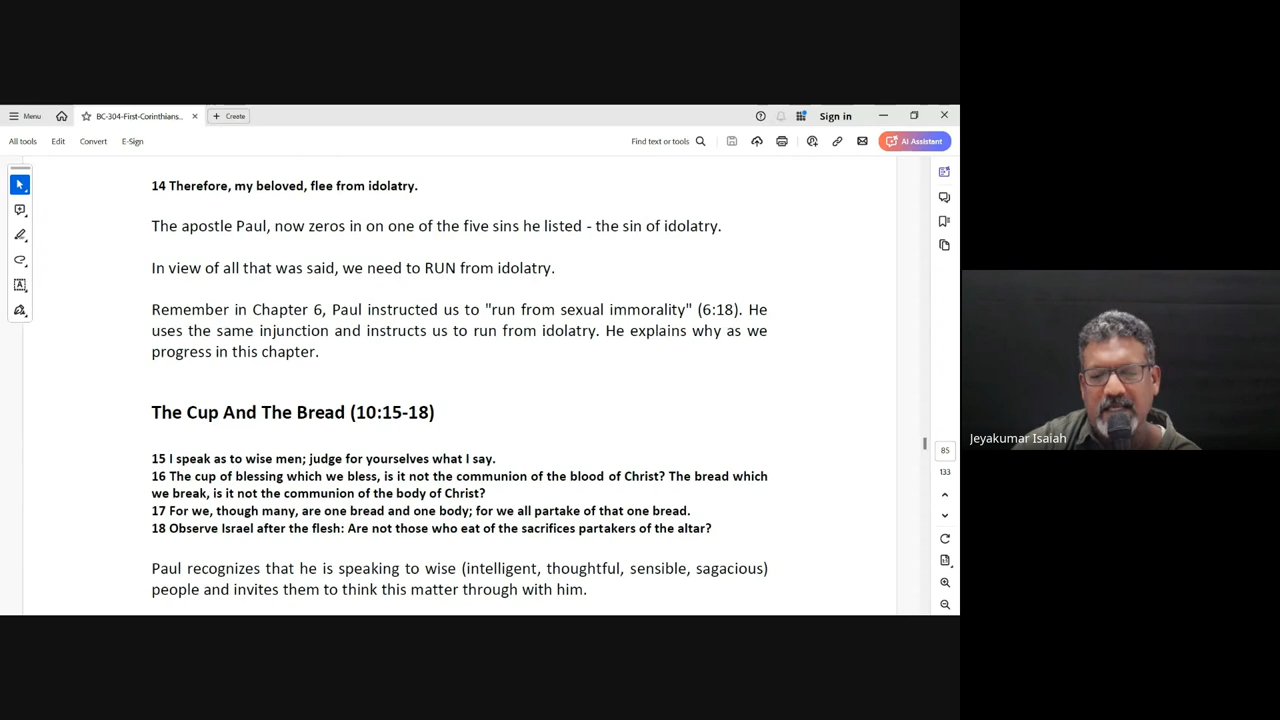 Menu
BC-304-First-Corinthians..
Create
Sign in
All tools
Edit
Convert
E-Sign
Find text or tools
AI Assistant
14 Therefore, my beloved, flee from idolatry.
The apostle Paul, now zeros in on one of the five sins he listed - the sin of idolatry.
In view of all that was said, we need to RUN from idolatry.
Remember in Chapter 6, Paul instructed us to "run from sexual immorality" (6:18). He
uses the same injunction and instructs us to run from idolatry. He explains why as we
progress in this chapter.
The Cup And The Bread (10:15-18)
15 I speak as to wise men; judge for yourselves what I say.
16 The cup of blessing which we bless, is it not the communion of the blood of Christ? The bread which
we break, is it not the communion of the body of Christ?
17 For we, though many, are one bread and one body; for we all partake of that one bread.
18 Observe Israel after the flesh: Are not those who eat of the sacrifices partakers of the altar?
Paul recognizes that he is speaking to wise (intelligent, thoughtful, sensible, sagacious)
people and invites them to think this matter through with him.
85
133
Jeyakumar Isaiah